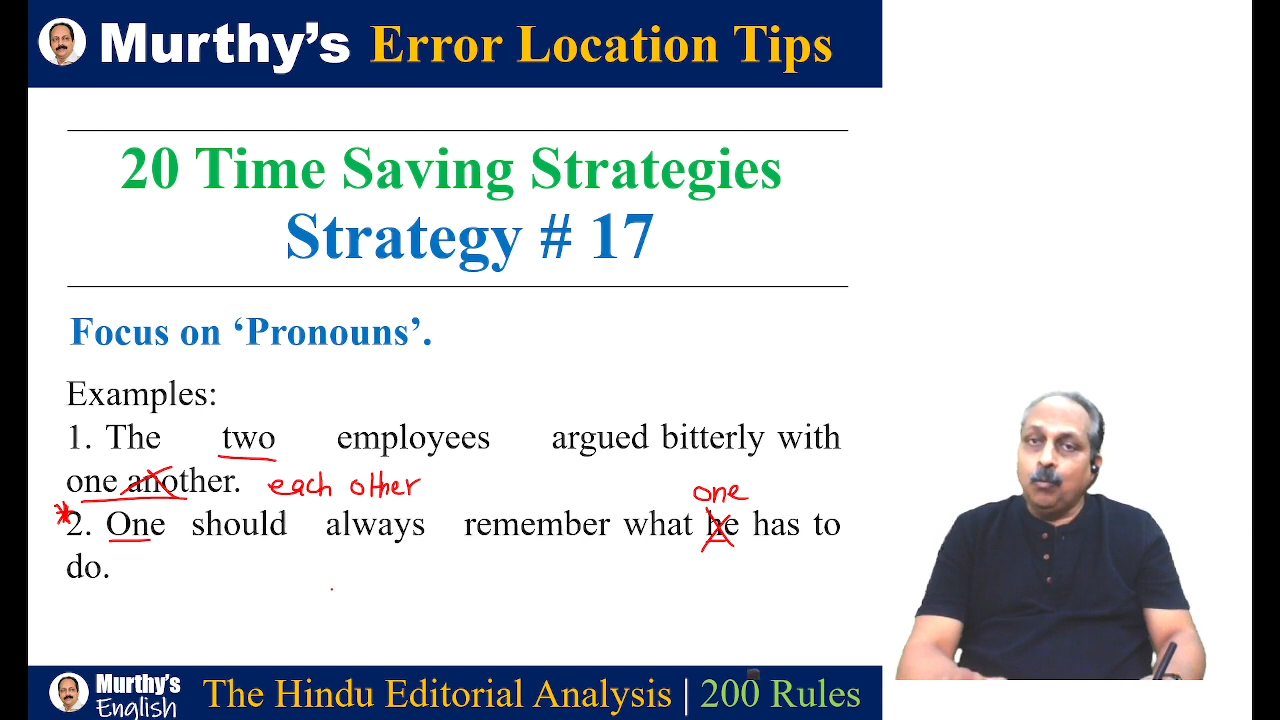 Murthy's Error Location Tips
20 Time Saving Strategies
Strategy # 17
Focus on ‘Pronouns’.
Examples:
1. The two employees argued bitterly with
one another. each other
one
* 2. One should always remember what he has to
do.
Murthy's
English
The Hindu Editorial Analysis | 200 Rules